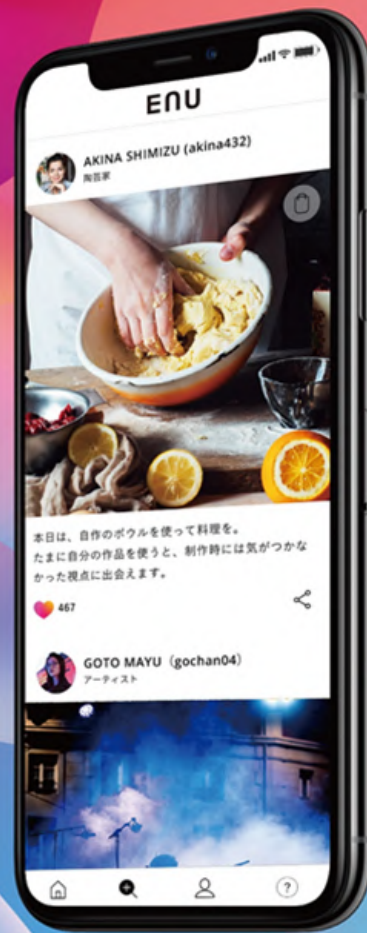 ENU
AKINA SHIMIZU (akina432)
陶芸家
本日は、自作のボウルを使って料理を。
たまに自分の作品を使うと、制作時には気がつかな
かった視点に出会えます。
467
GOTO MAYU（gochan04）
アーティスト
?